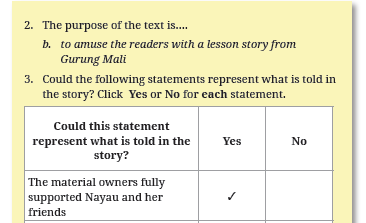 2. The purpose of the text is....
b. to amuse the readers with a lesson story from
Gurung Mali
3. Could the following statements represent what is told in
the story? Click Yes or No for each statement.
Could this statement
represent what is told in the
story?
Yes
No
The material owners fully
supported Nayau and her
friends
✓